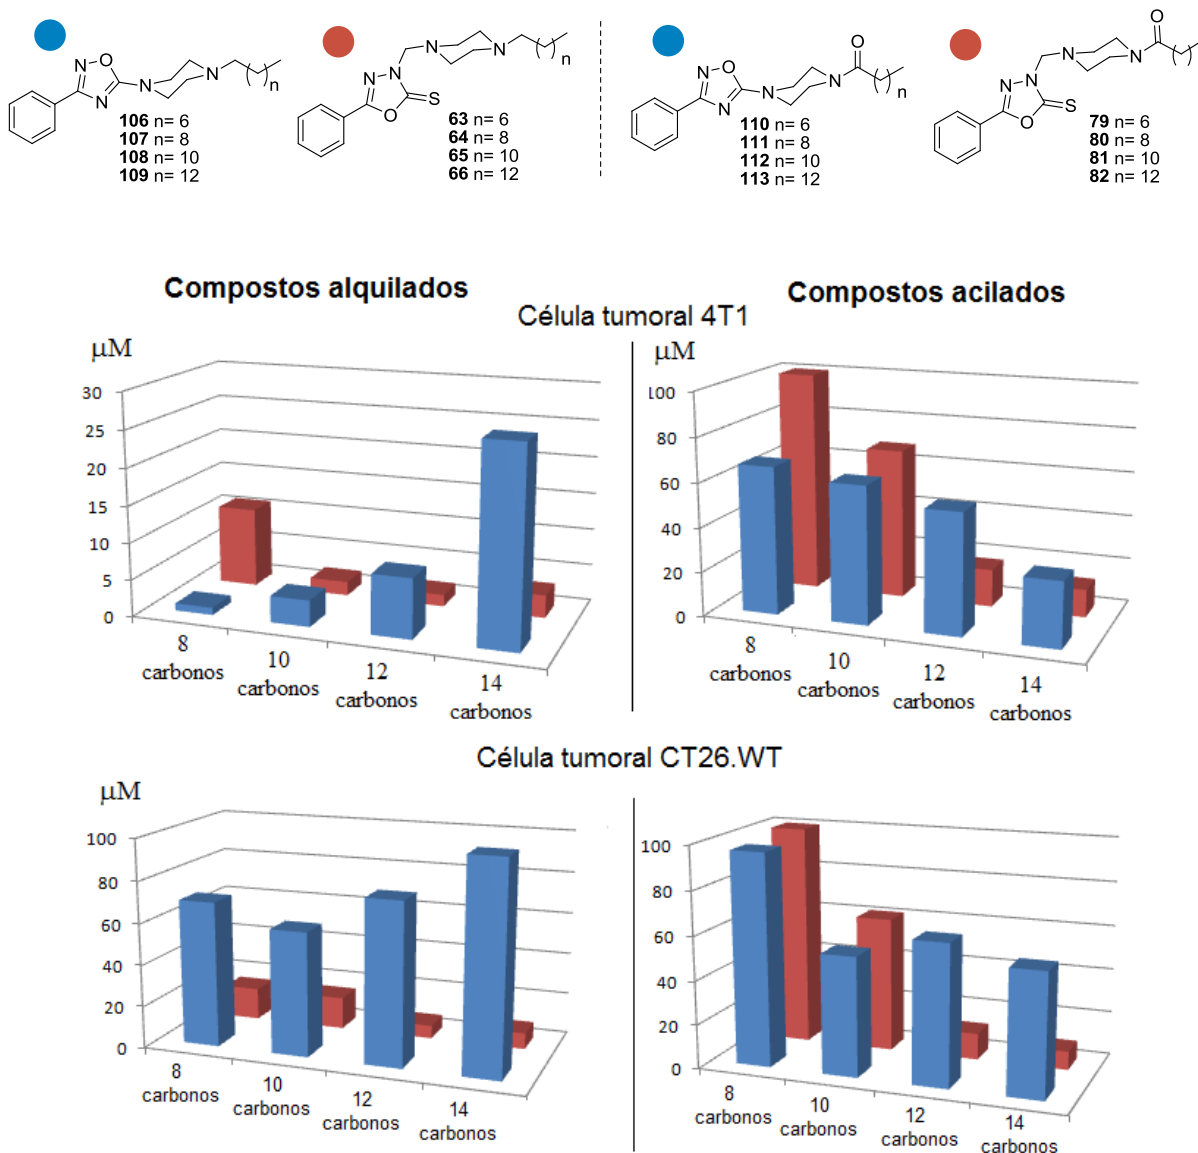 106 n= 6
107 n= 8
108 n= 10
109 n= 12
63 n= 6
64 n= 8
65 n= 10
66 n= 12
110 n= 6
111 n= 8
112 n= 10
113 n= 12
79 n= 6
80 n= 8
81 n= 10
82 n= 12
N O N N N n
N N N N O S n
N O N N N O n
N N N N O S O n
Compostos alquilados
Compostos acilados
Célula tumoral 4T1
µM
30
25
20
15
10
5
0
8 carbonos
10 carbonos
12 carbonos
14 carbonos
µM
100
80
60
40
20
0
8 carbonos
10 carbonos
12 carbonos
14 carbonos
Célula tumoral CT26.WT
µM
100
80
60
40
20
0
8 carbonos
10 carbonos
12 carbonos
14 carbonos
100
80
60
40
20
0
8 carbonos
10 carbonos
12 carbonos
14 carbonos